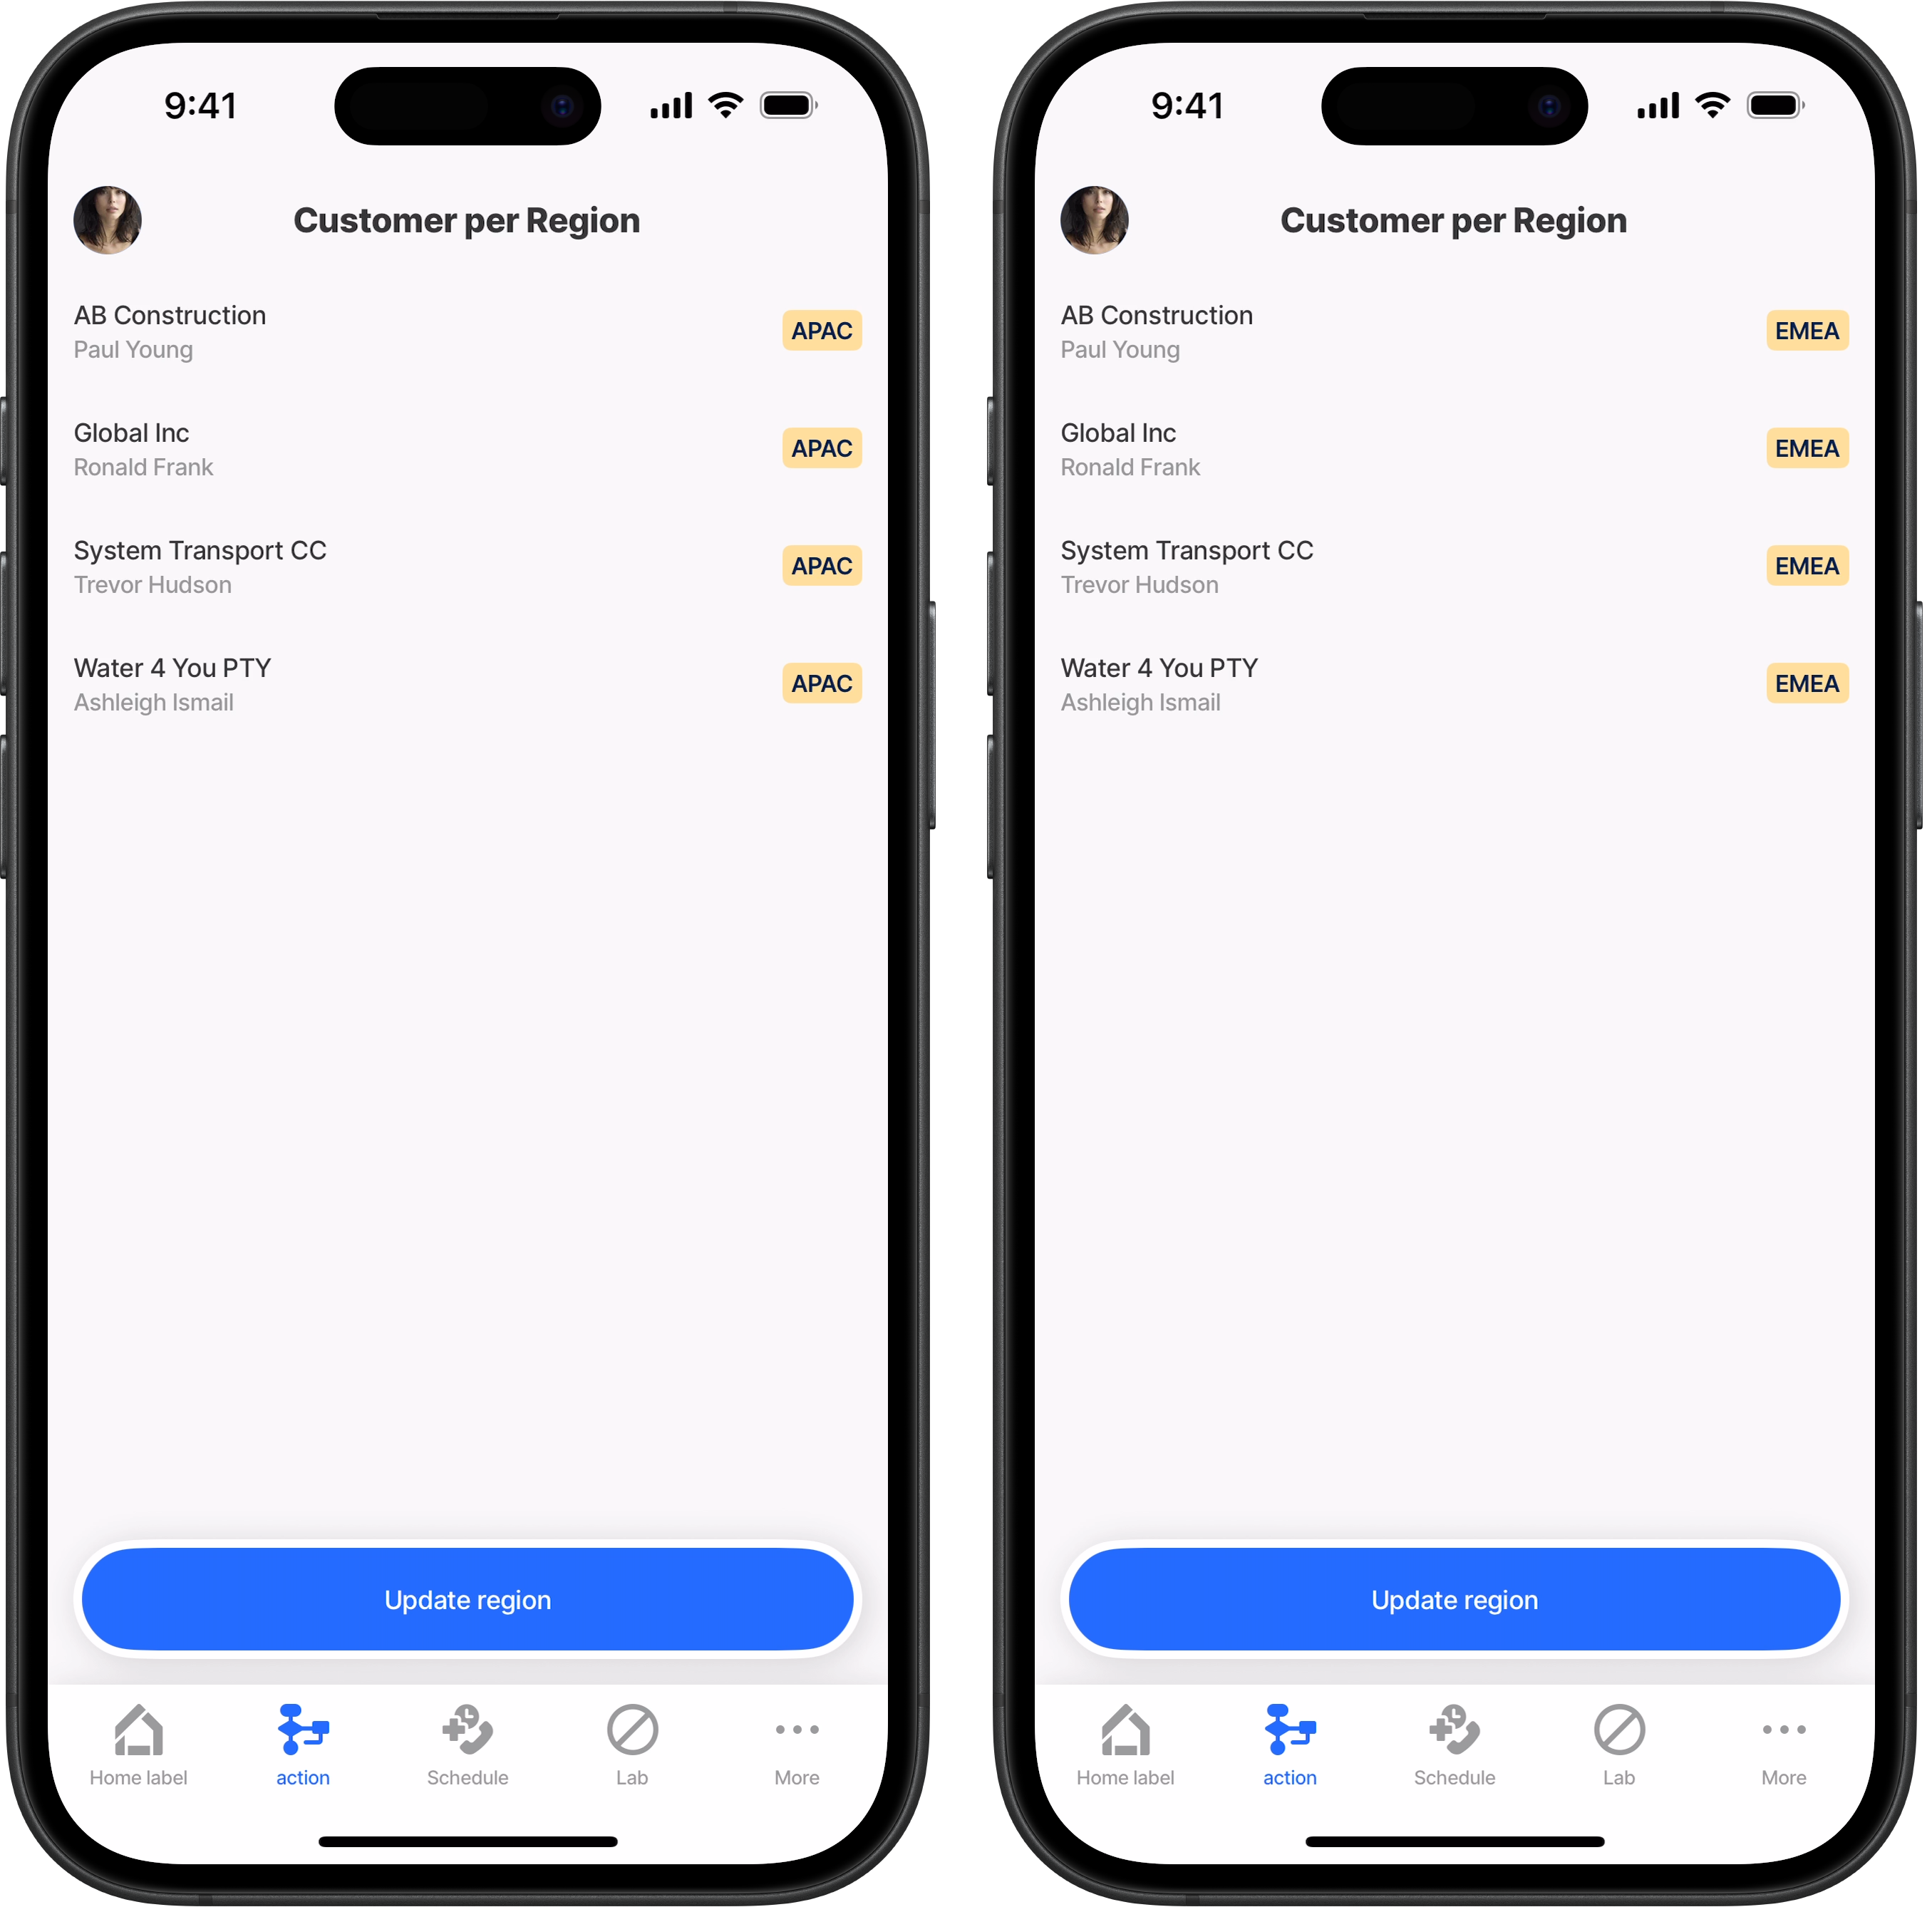 9:41
Customer per Region
AB Construction
Paul Young
APAC
Global Inc
Ronald Frank
APAC
System Transport CC
Trevor Hudson
APAC
Water 4 You PTY
Ashleigh Ismail
APAC
Update region
Home label
action
Schedule
Lab
More
9:41
Customer per Region
AB Construction
Paul Young
EMEA
Global Inc
Ronald Frank
EMEA
System Transport CC
Trevor Hudson
EMEA
Water 4 You PTY
Ashleigh Ismail
EMEA
Update region
Home label
action
Schedule
Lab
More